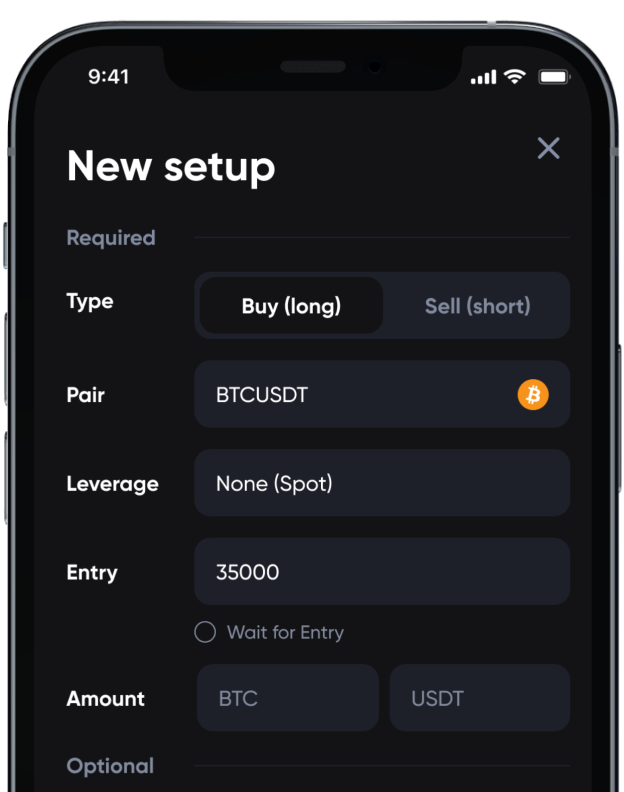 9:41
New setup
Required
Type Buy (long) Sell (short)
Pair BTCUSDT
Leverage None (Spot)
Entry 35000
Wait for Entry
Amount BTC USDT
Optional